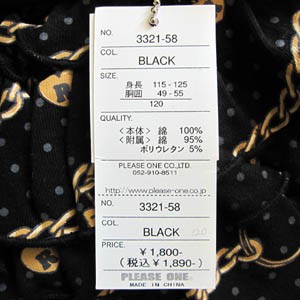 NO. 3321-58
COL. BLACK
SIZE.
身長 115 - 125
胴囲 49 - 55
120
QUALITY.
〈本体〉 綿 100%
〈附属〉 綿 95%
ポリウレタン 5%
PLEASE ONE CO.,LTD.
052-910-8511
http://www.please-one.co.jp
NO. 3321-58
COL. BLACK
PRICE. ¥1,800-
(税込¥1,890-)
PLEASE ONE.
MADE IN CHINA